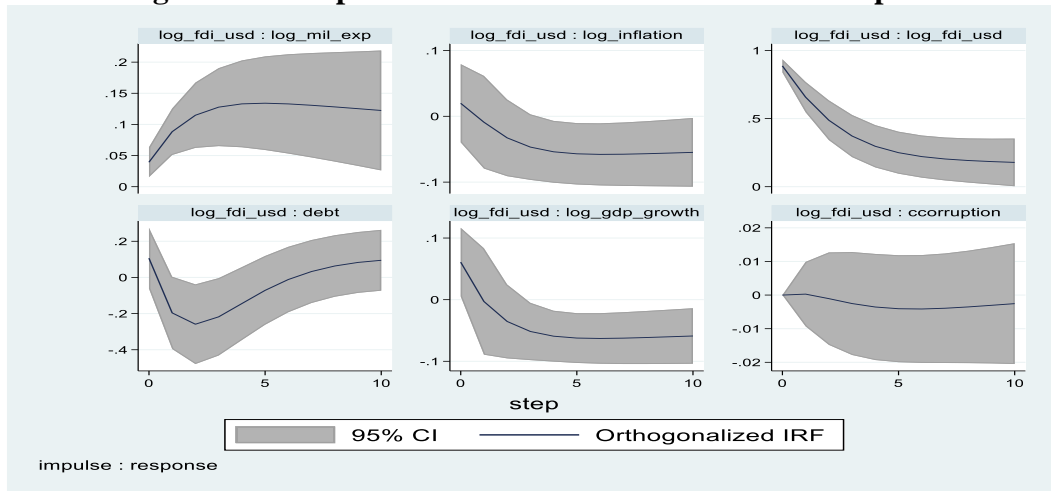 log_fdi_usd : log_mil_exp
log_fdi_usd : log_inflation
log_fdi_usd : log_fdi_usd
.2
.15
.1
.05
0
.1
0
-.1
1
.5
0
log_fdi_usd : debt
log_fdi_usd : log_gdp_growth
log_fdi_usd : ccorruption
.2
0
-.2
-.4
.1
0
-.1
.02
.01
0
-.01
-.02
0 5 10
0 5 10
0 5 10
step
95% CI
Orthogonalized IRF
impulse : response